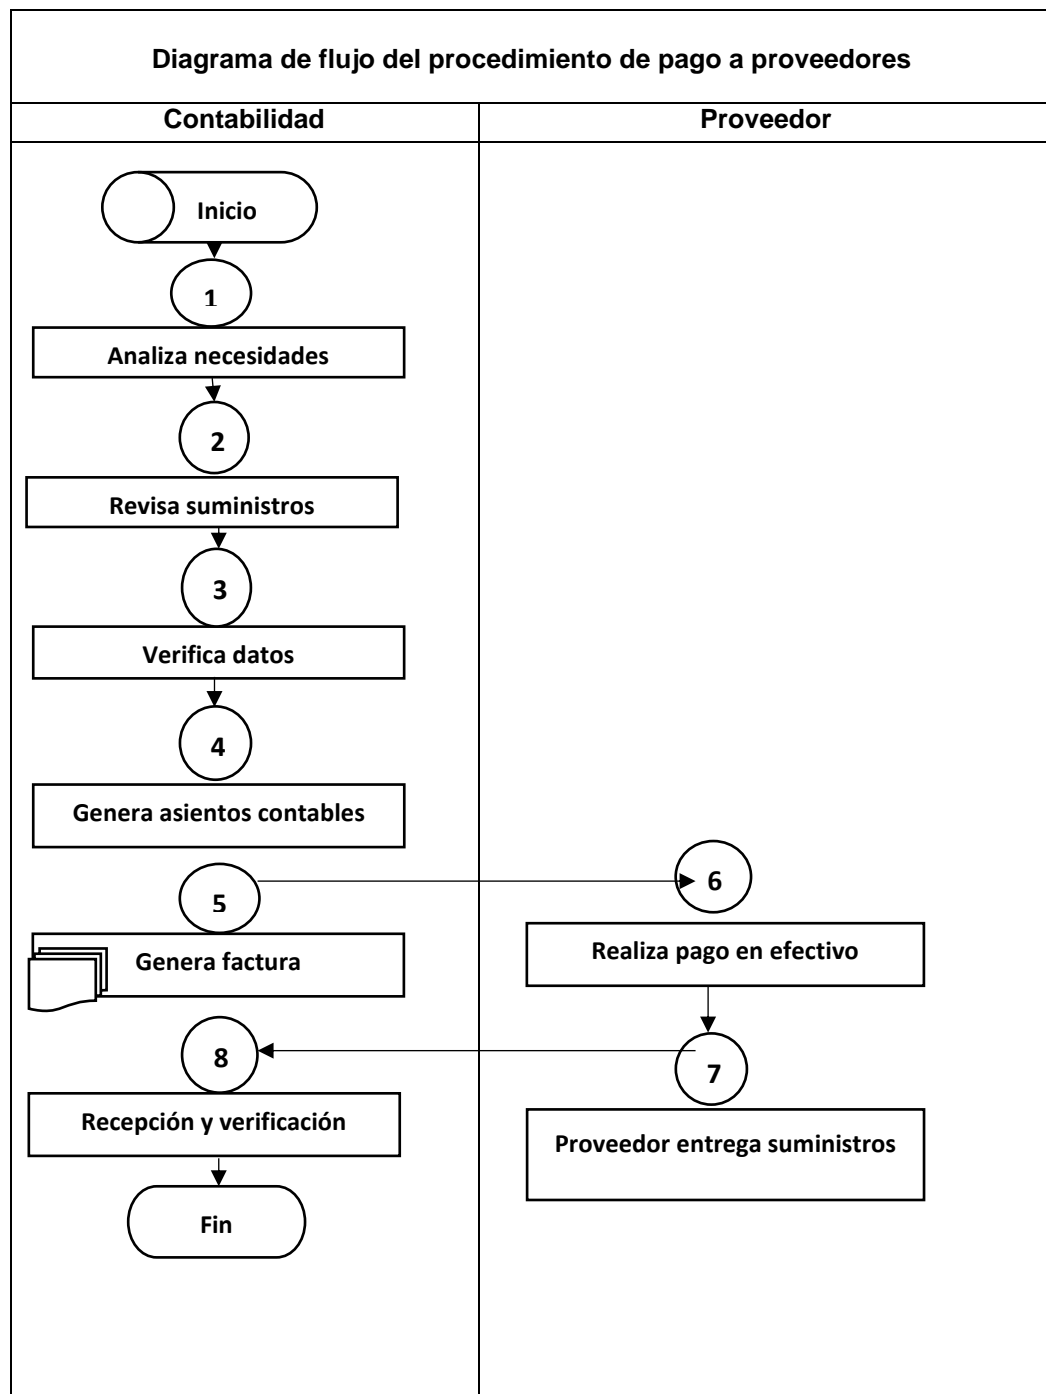 Diagrama de flujo del procedimiento de pago a proveedores
Contabilidad
Proveedor
Inicio
1
Analiza necesidades
2
Revisa suministros
3
Verifica datos
4
Genera asientos contables
5
6
Genera factura
Realiza pago en efectivo
8
7
Recepción y verificación
Proveedor entrega suministros
Fin